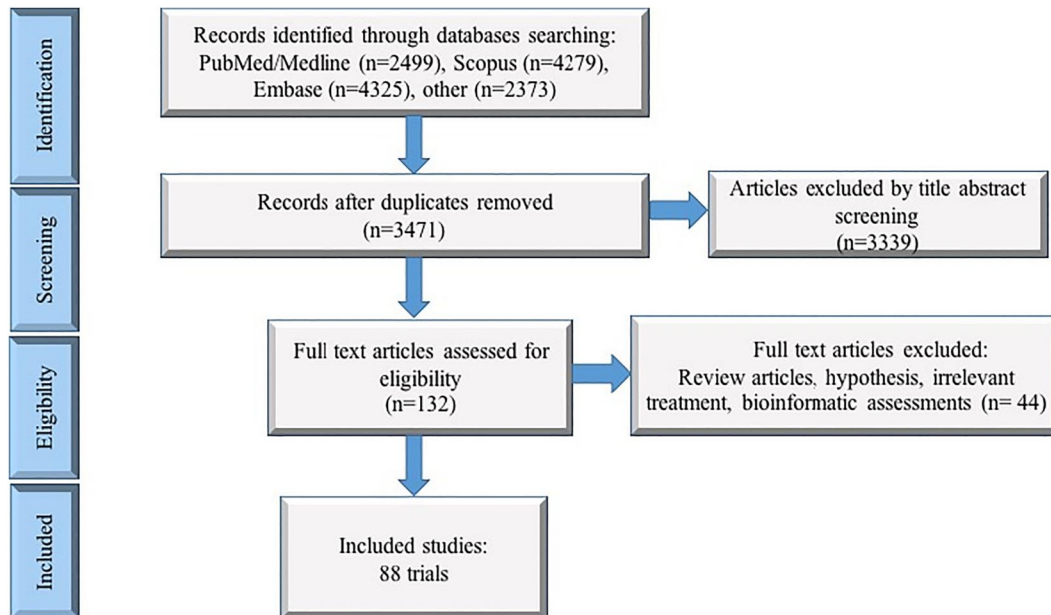 Identification
Records identified through databases searching:
PubMed/Medline (n=2499), Scopus (n=4279),
Embase (n=4325), other (n=2373)
Screening
Records after duplicates removed
(n=3471)
Articles excluded by title abstract
screening
(n=3339)
Eligibility
Full text articles assessed for
eligibility
(n=132)
Full text articles excluded:
Review articles, hypothesis, irrelevant
treatment, bioinformatic assessments (n= 44)
Included
Included studies:
88 trials